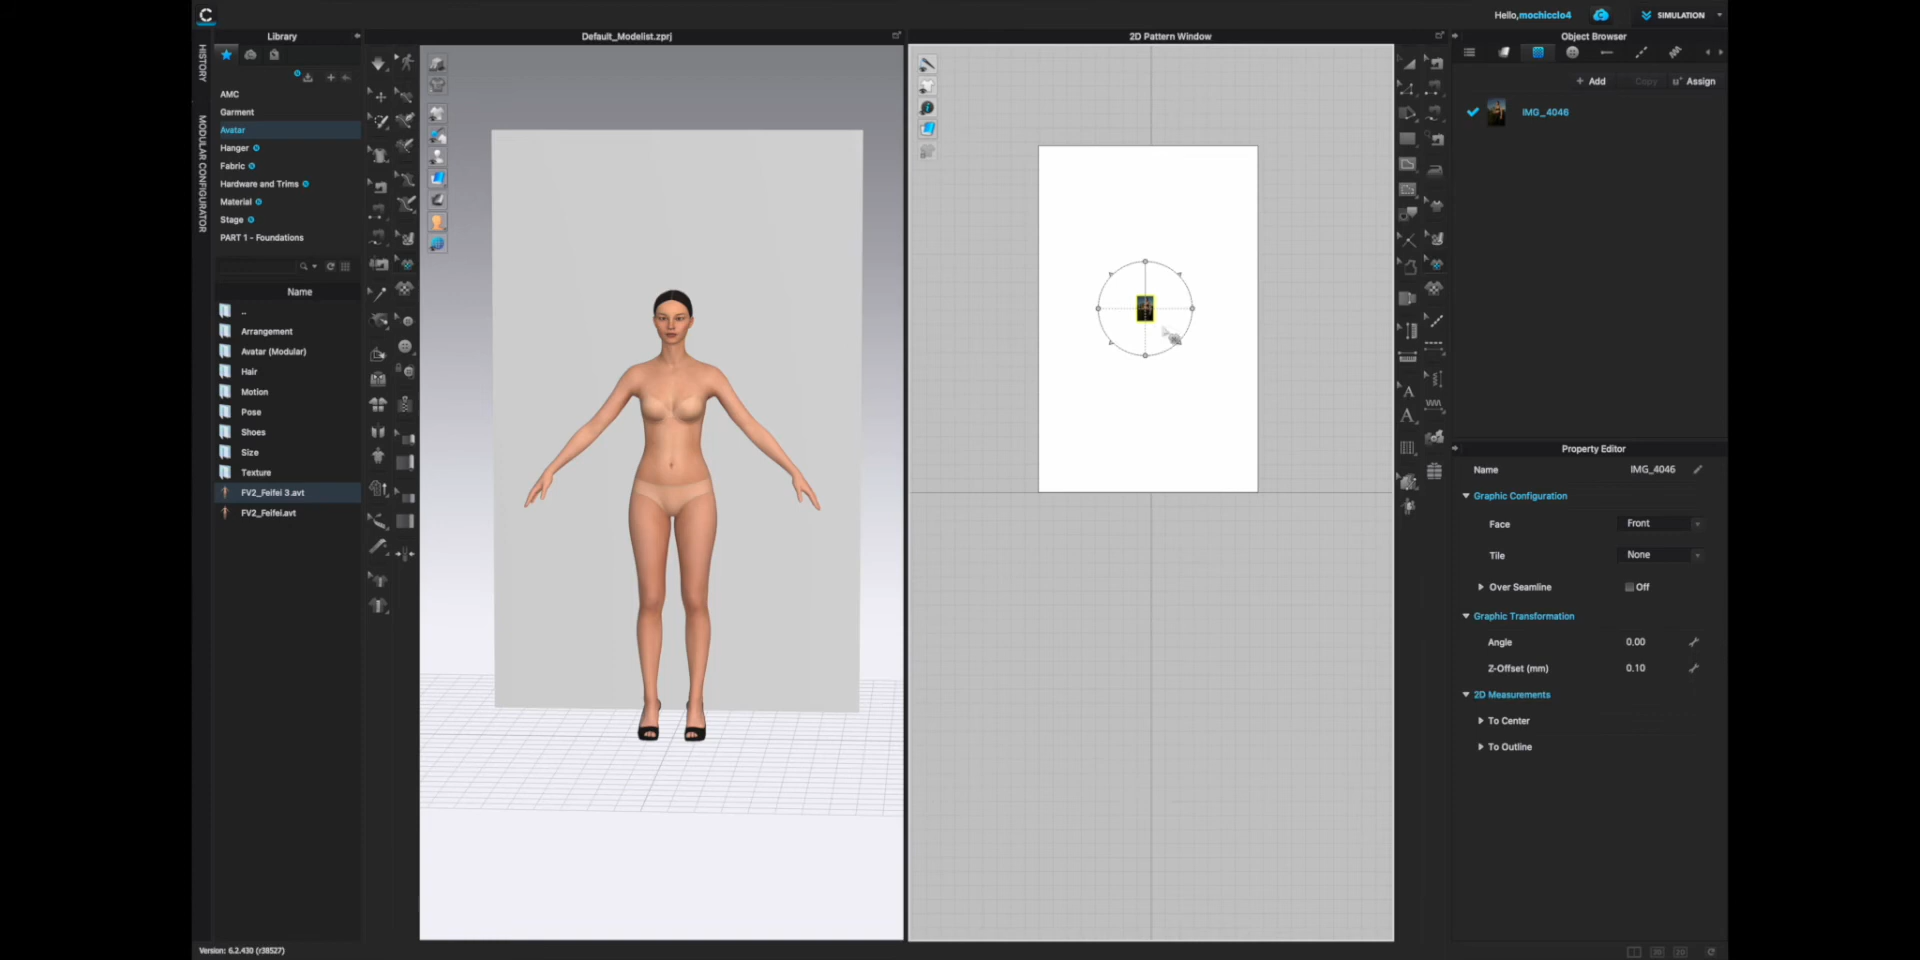 Hello,mochicclo4
SIMULATION
Library
Default_Modelist.zprj
2D Pattern Window
Object Browser
HISTORY
MODULAR CONFIGURATOR
Add
Copy
Assign
AMC
Garment
Avatar
Hanger
Fabric
Hardware and Trims
Material
Stage
PART 1 - Foundations
IMG_4046
Name
..
Arrangement
Avatar (Modular)
Hair
Motion
Pose
Shoes
Size
Texture
FV2_Feifei 3.avt
FV2_Feifei.avt
Property Editor
Name IMG_4046
Graphic Configuration
Face Front
Tile None
Over Seamline Off
Graphic Transformation
Angle 0.00
Z-Offset (mm) 0.10
2D Measurements
To Center
To Outline
Version: 6.2.430 (r38527)